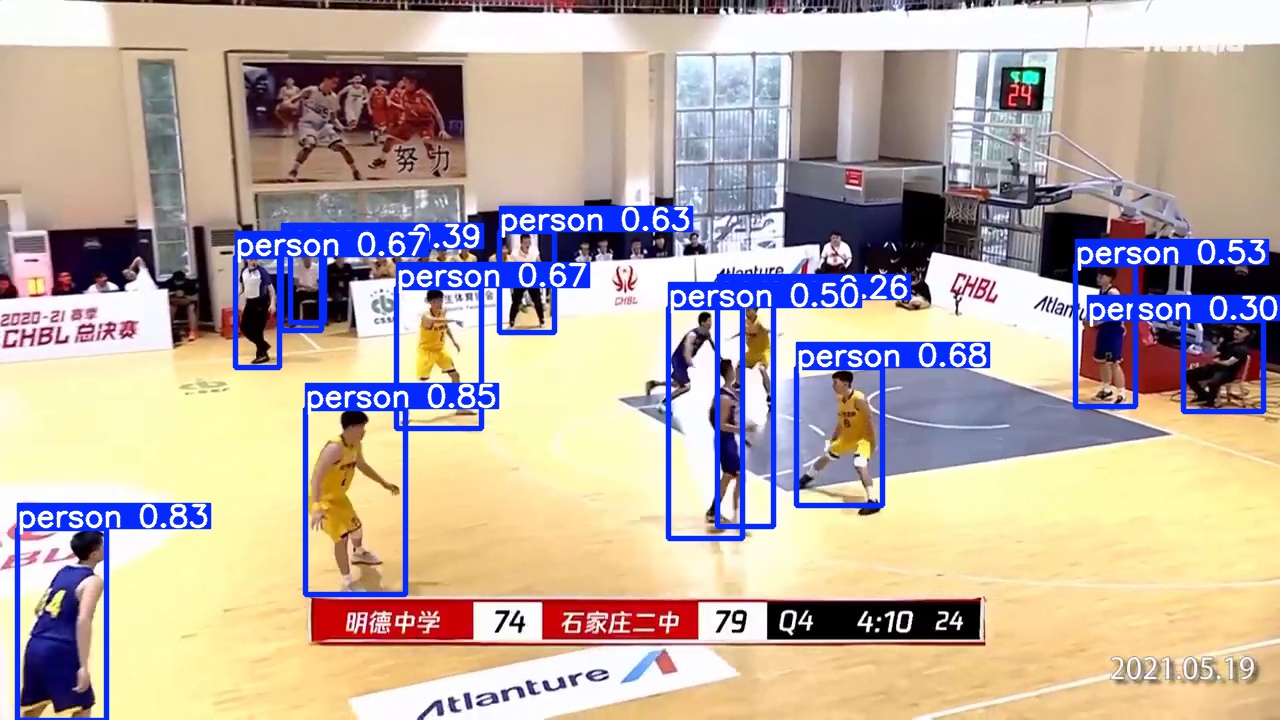 努力
24
person 0.63
person 0.67
0.39
person 0.67
person 0.53
person 0.50
0.26
person 0.30
person 0.68
person 0.85
person 0.83
2020-21 赛季
CHBL 总决赛
CHBL
Atlanture
CHBL
明德中学 74 石家庄二中 79 Q4 4:10 24
Atlanture
2021.05.19